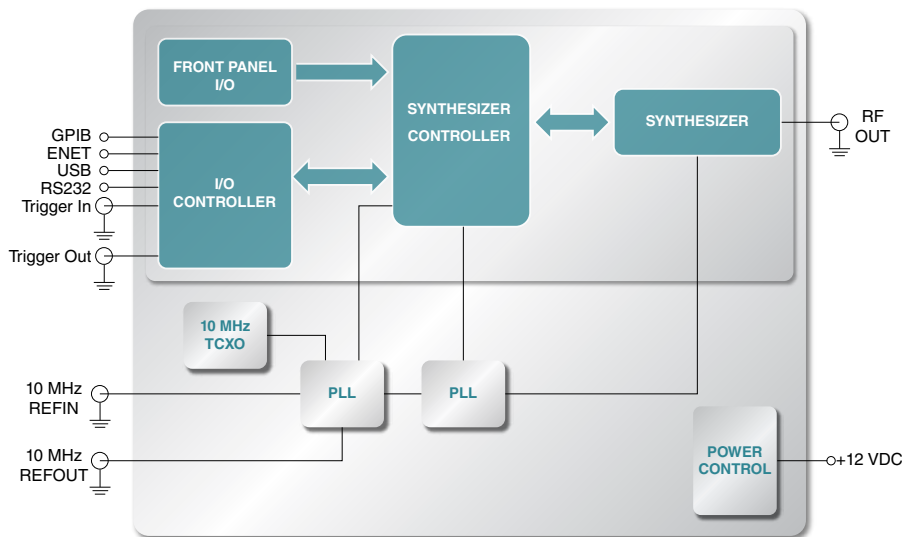 FRONT PANEL
I/O
SYNTHESIZER
CONTROLLER
SYNTHESIZER
RF
OUT
GPIB
ENET
USB
RS232
Trigger In
Trigger Out
I/O
CONTROLLER
10 MHz
TCXO
10 MHz
REFIN
PLL
PLL
10 MHz
REFOUT
POWER
CONTROL
+12 VDC